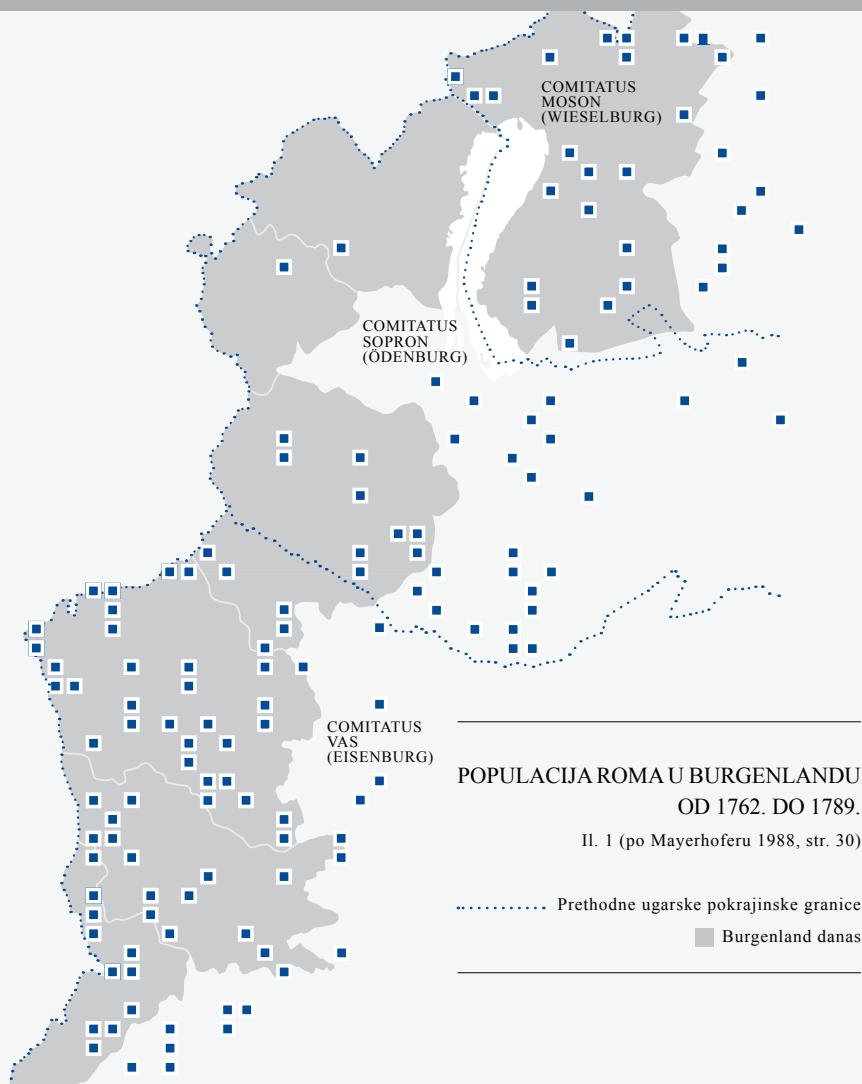 COMITATUS
MOSON
(WIESELBURG)
COMITATUS
SOPRON
(ÖDENBURG)
COMITATUS
VAS
(EISENBURG)
POPULACIJA ROMA U BURGENLANDU
OD 1762. DO 1789.
Il. 1 (po Mayerhoferu 1988, str. 30)
Prethodne ugarske pokrajinske granice
Burgenland danas